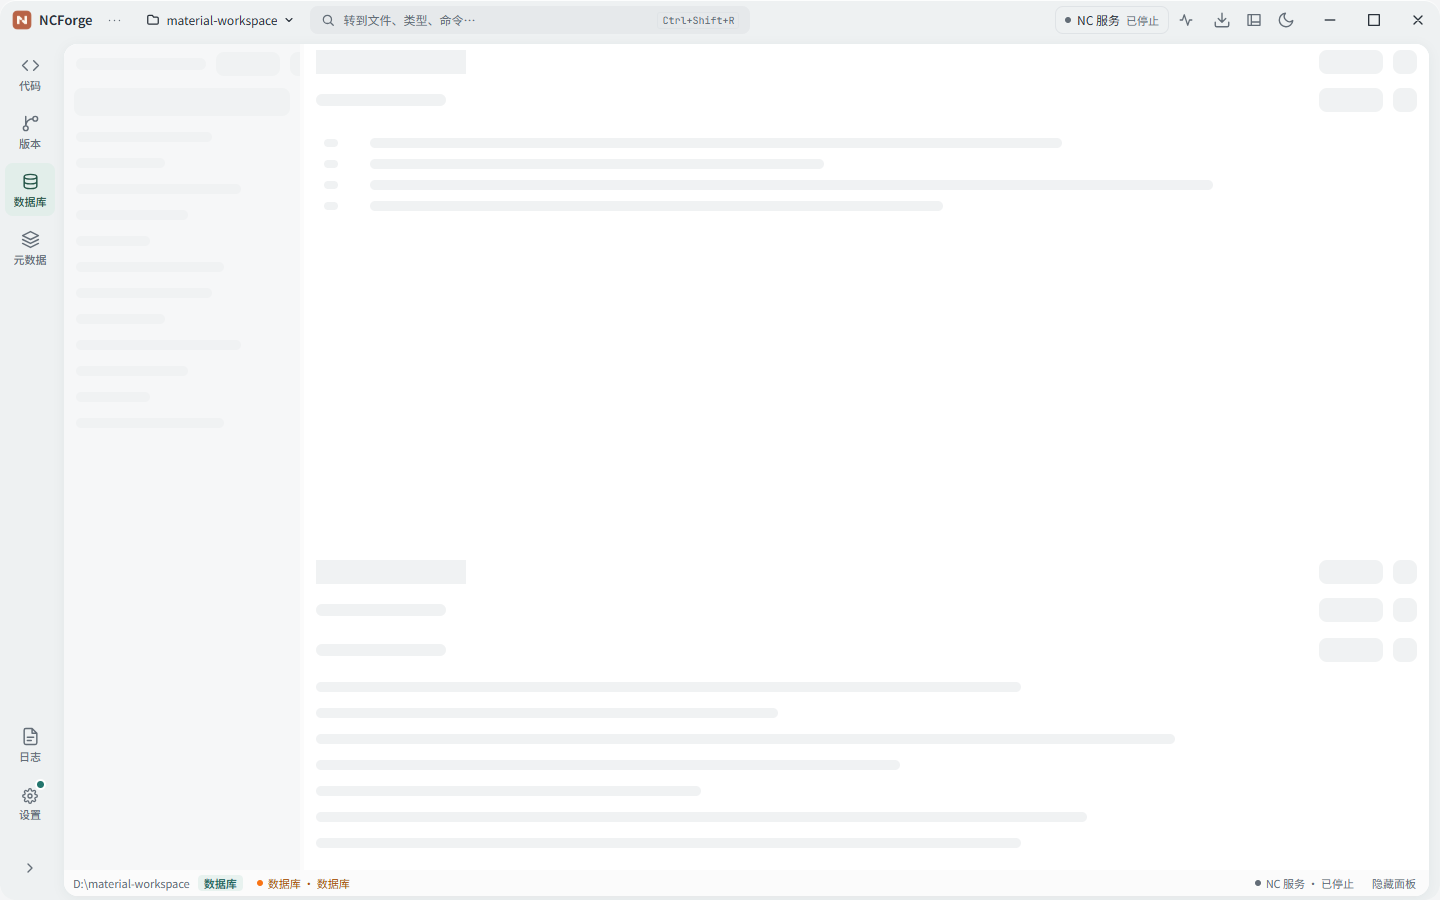 NCForge ··· material-workspace 转到文件、类型、命令··· Ctrl+Shift+R NC 服务 已停止
代码
版本
数据库
元数据
日志
设置
D:\material-workspace 数据库 数据库 · 数据库 NC 服务 · 已停止 隐藏面板